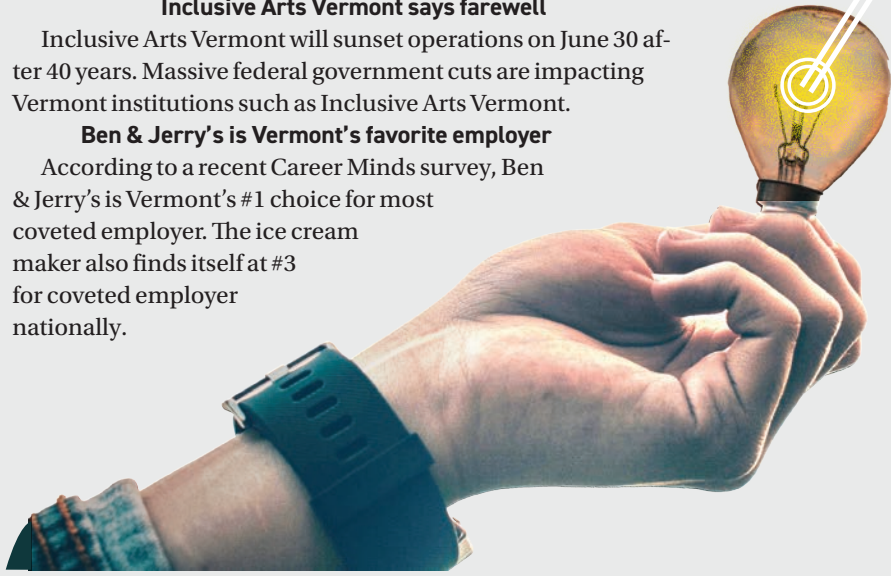 Inclusive Arts Vermont says farewell
Inclusive Arts Vermont will sunset operations on June 30 af-
ter 40 years. Massive federal government cuts are impacting
Vermont institutions such as Inclusive Arts Vermont.
Ben & Jerry’s is Vermont’s favorite employer
According to a recent Career Minds survey, Ben
& Jerry’s is Vermont’s #1 choice for most
coveted employer. The ice cream
maker also finds itself at #3
for coveted employer
nationally.